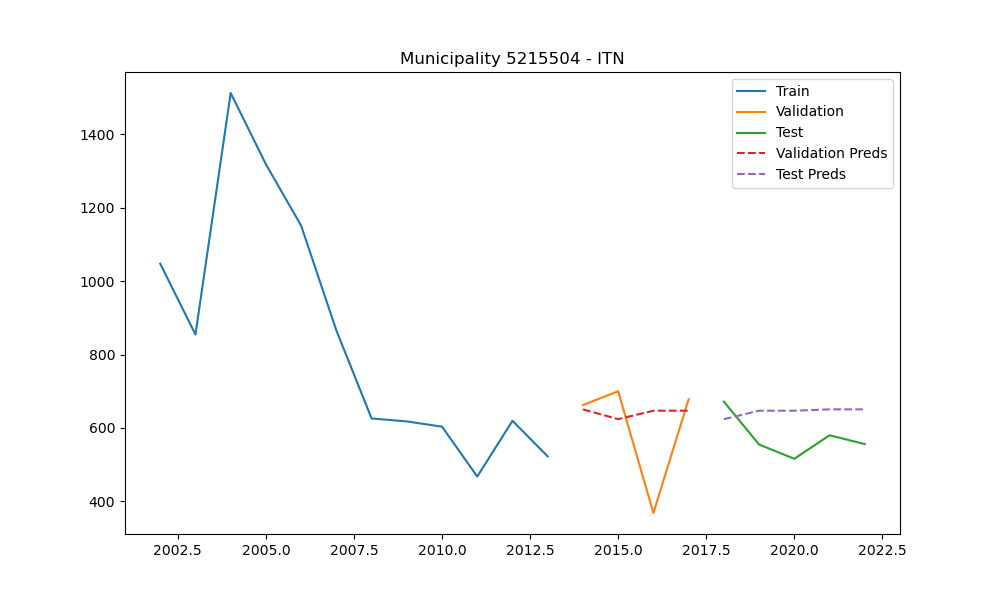 Municipality 5215504 - ITN
Train
Validation
Test
Validation Preds
Test Preds
1400
1200
1000
800
600
400
2002.5 2005.0 2007.5 2010.0 2012.5 2015.0 2017.5 2020.0 2022.5